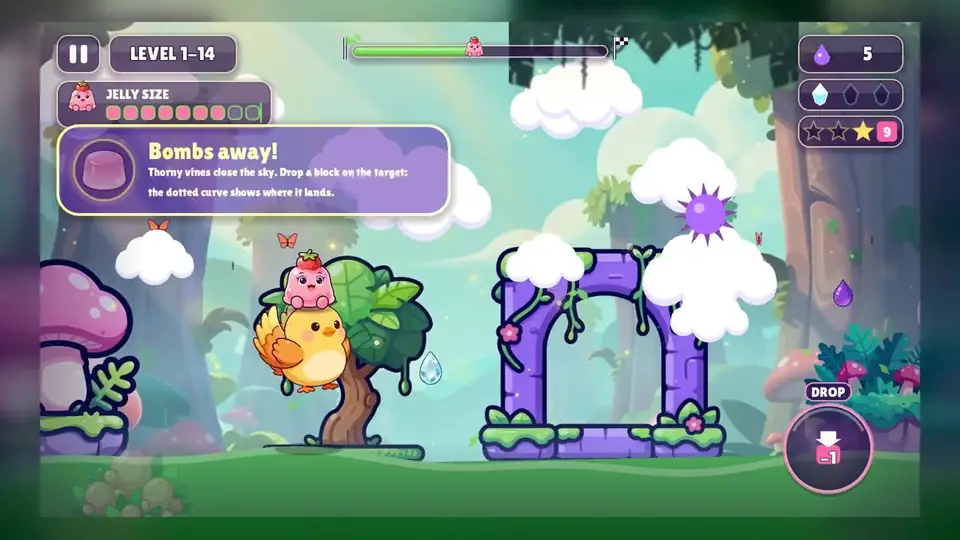 LEVEL 1-14
5
JELLY SIZE
9
Bombs away!
Thorny vines close the sky. Drop a block on the target:
the dotted curve shows where it lands.
DROP
-1